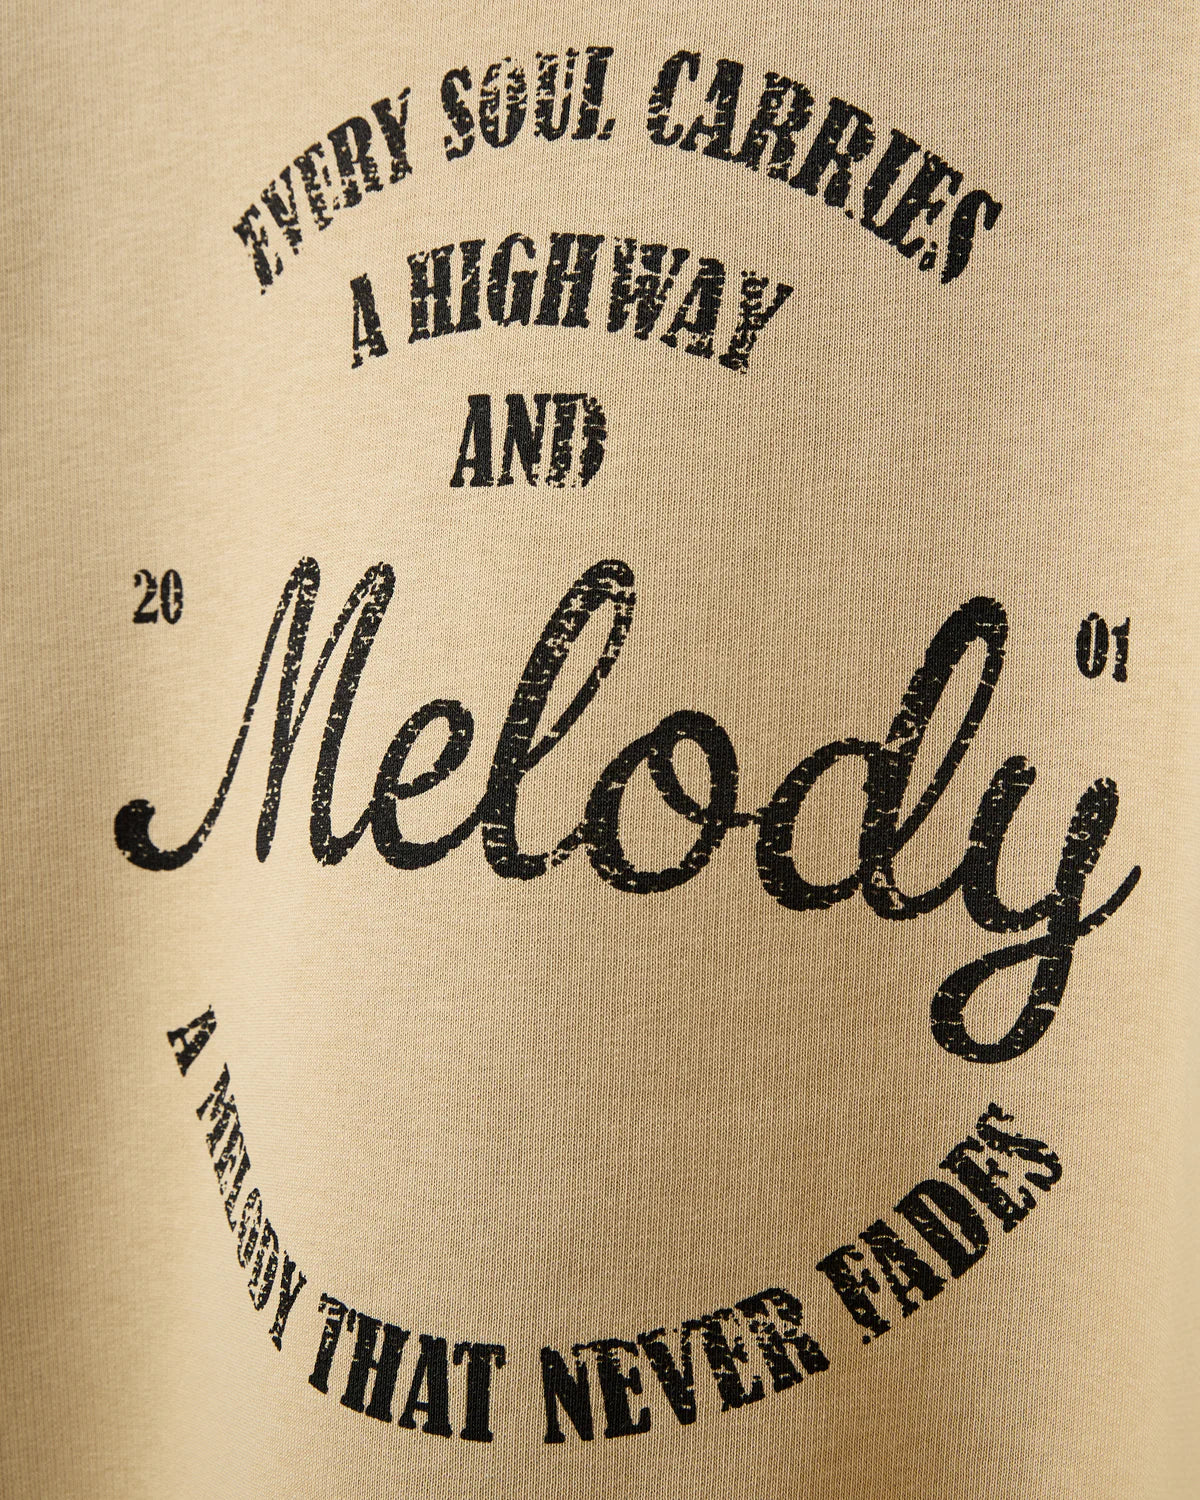 EVERY SOUL CARRIES
A HIGHWAY
AND
20 Melody 01
A MELODY THAT NEVER FADES